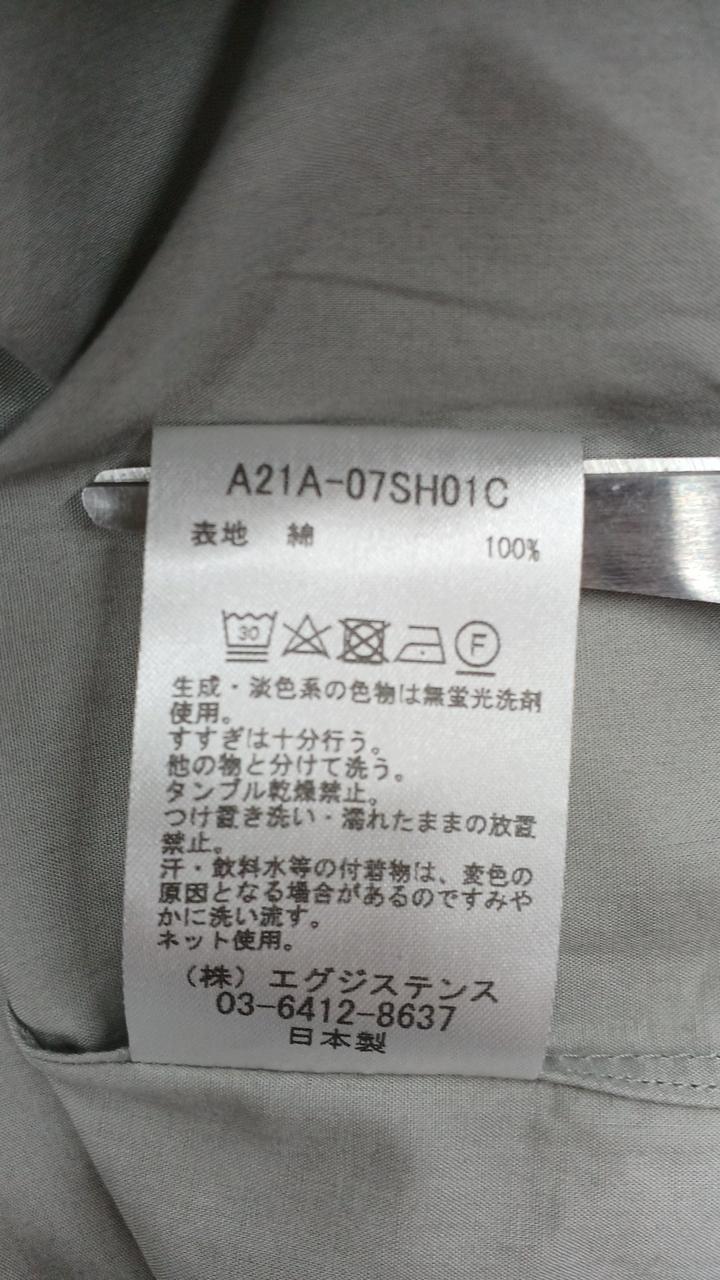 A21A-07SH01C
表地 綿 100%
30 F
生成・淡色系の色物は無蛍光洗剤
使用。
すすぎは十分行う。
他の物と分けて洗う。
タンブル乾燥禁止。
つけ置き洗い・濡れたままの放置
禁止。
汗・飲料水等の付着物は、変色の
原因となる場合があるのですみや
かに洗い流す。
ネット使用。
(株)エグジステンス
03-6412-8637
日本製